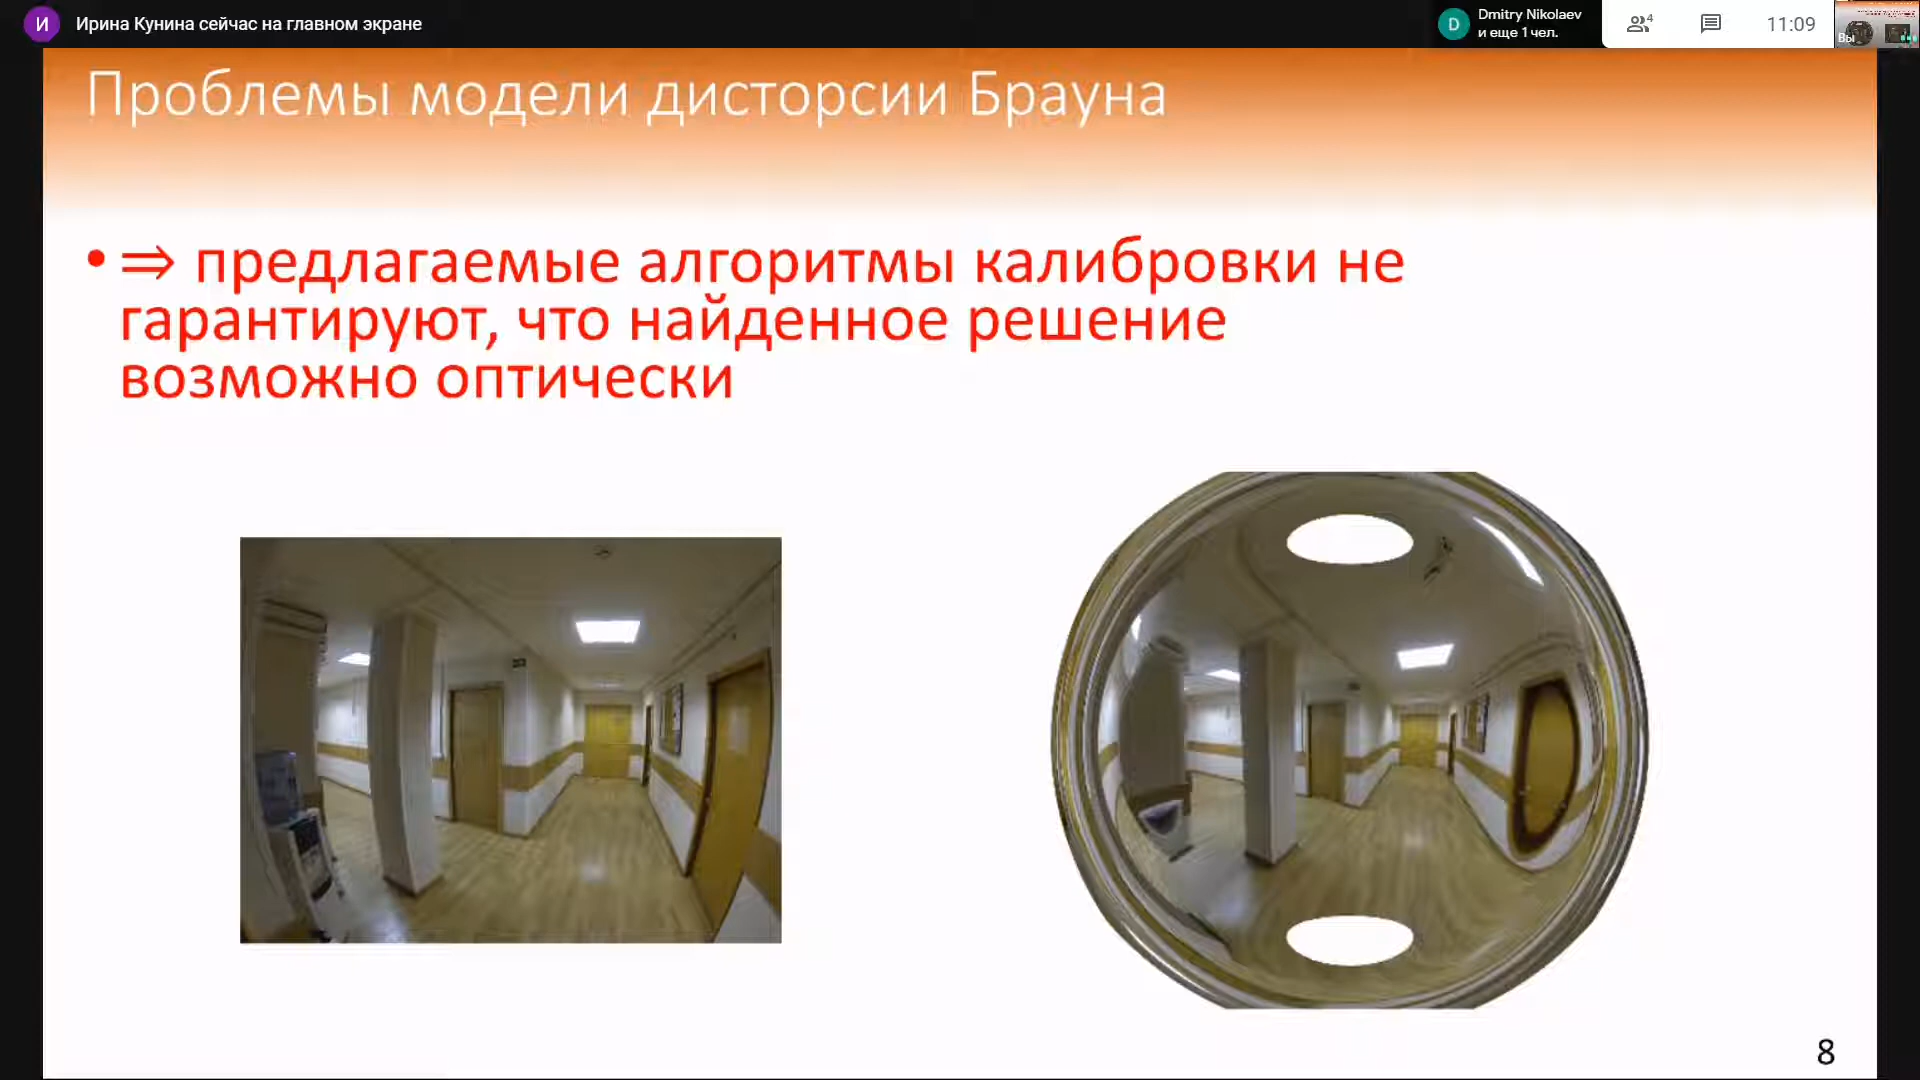 И Ирина Кунина сейчас на главном экране
D Dmitry Nikolaev
и еще 1 чел.
4
11:09
Вы
Проблемы модели дисторсии Брауна
• ⇒ предлагаемые алгоритмы калибровки не
гарантируют, что найденное решение
возможно оптически
8